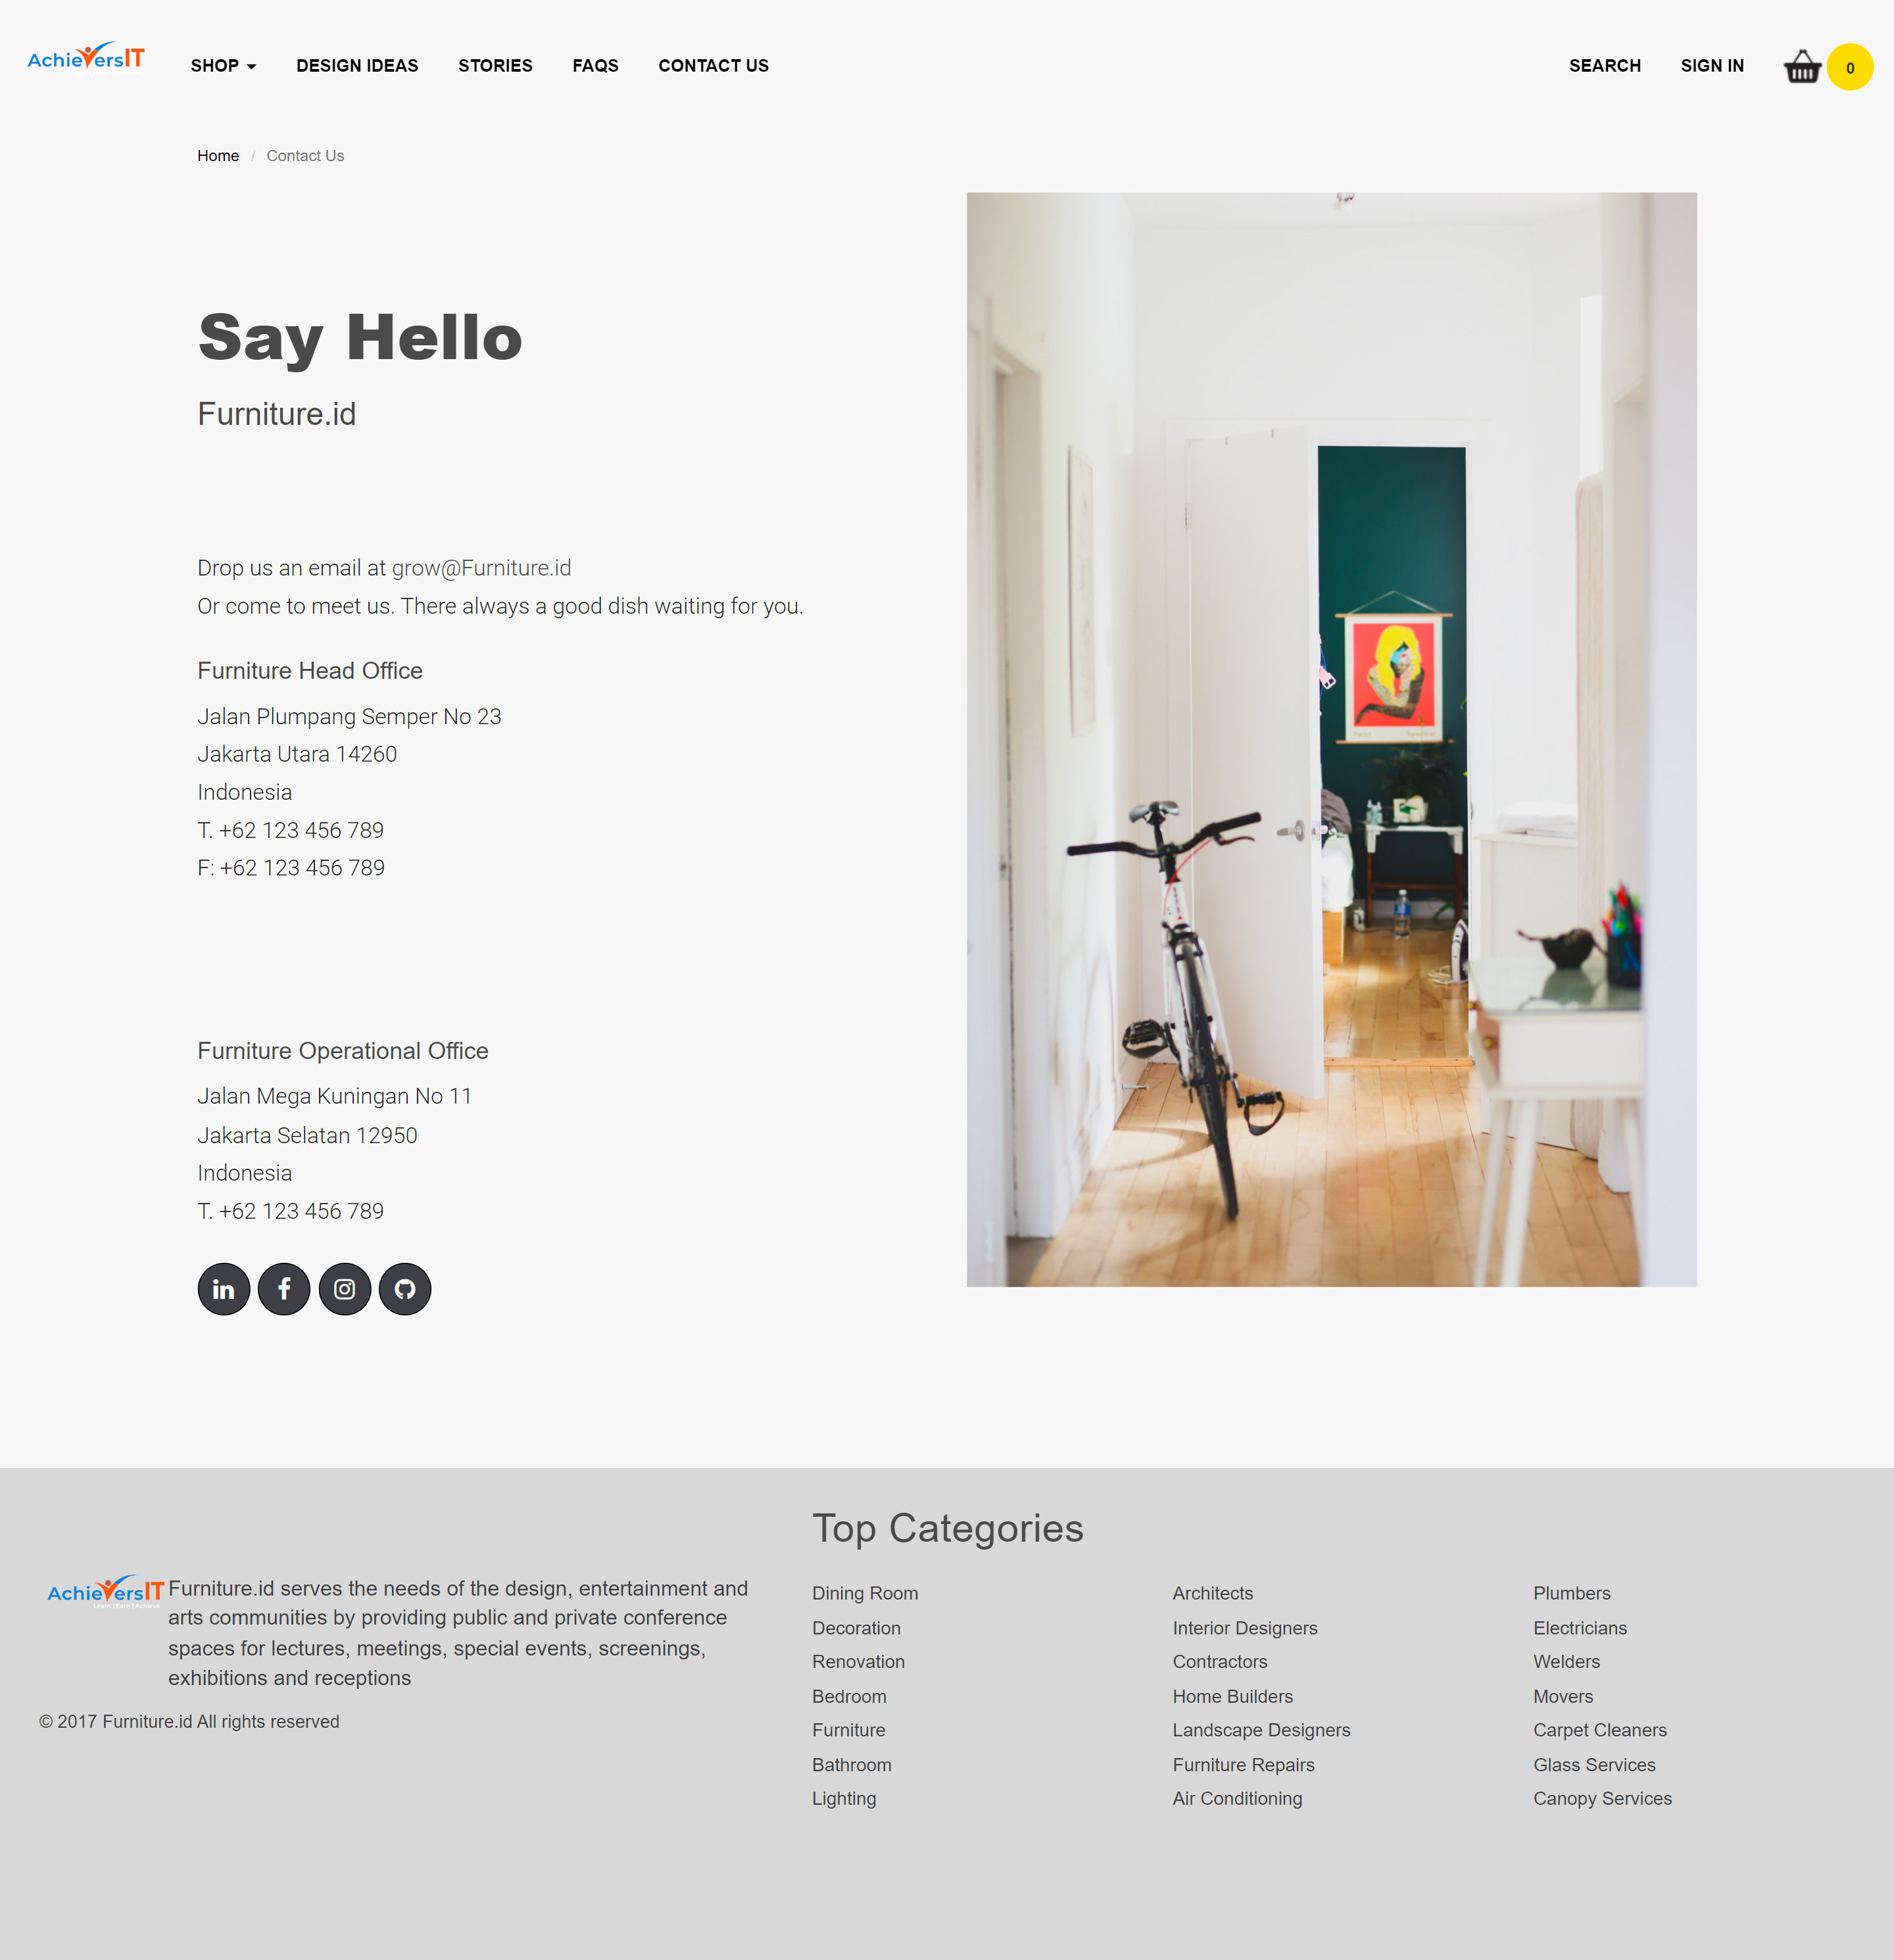 AchieversIT
SHOP
DESIGN IDEAS
STORIES
FAQS
CONTACT US
SEARCH
SIGN IN
0
Home / Contact Us
Say Hello
Furniture.id
Drop us an email at grow@Furniture.id
Or come to meet us. There always a good dish waiting for you.
Furniture Head Office
Jalan Plumpang Semper No 23
Jakarta Utara 14260
Indonesia
T. +62 123 456 789
F: +62 123 456 789
Furniture Operational Office
Jalan Mega Kuningan No 11
Jakarta Selatan 12950
Indonesia
T. +62 123 456 789
AchieversIT
Learn | Earn | Achieve
Furniture.id serves the needs of the design, entertainment and
arts communities by providing public and private conference
spaces for lectures, meetings, special events, screenings,
exhibitions and receptions
© 2017 Furniture.id All rights reserved
Top Categories
Dining Room
Decoration
Renovation
Bedroom
Furniture
Bathroom
Lighting
Architects
Interior Designers
Contractors
Home Builders
Landscape Designers
Furniture Repairs
Air Conditioning
Plumbers
Electricians
Welders
Movers
Carpet Cleaners
Glass Services
Canopy Services